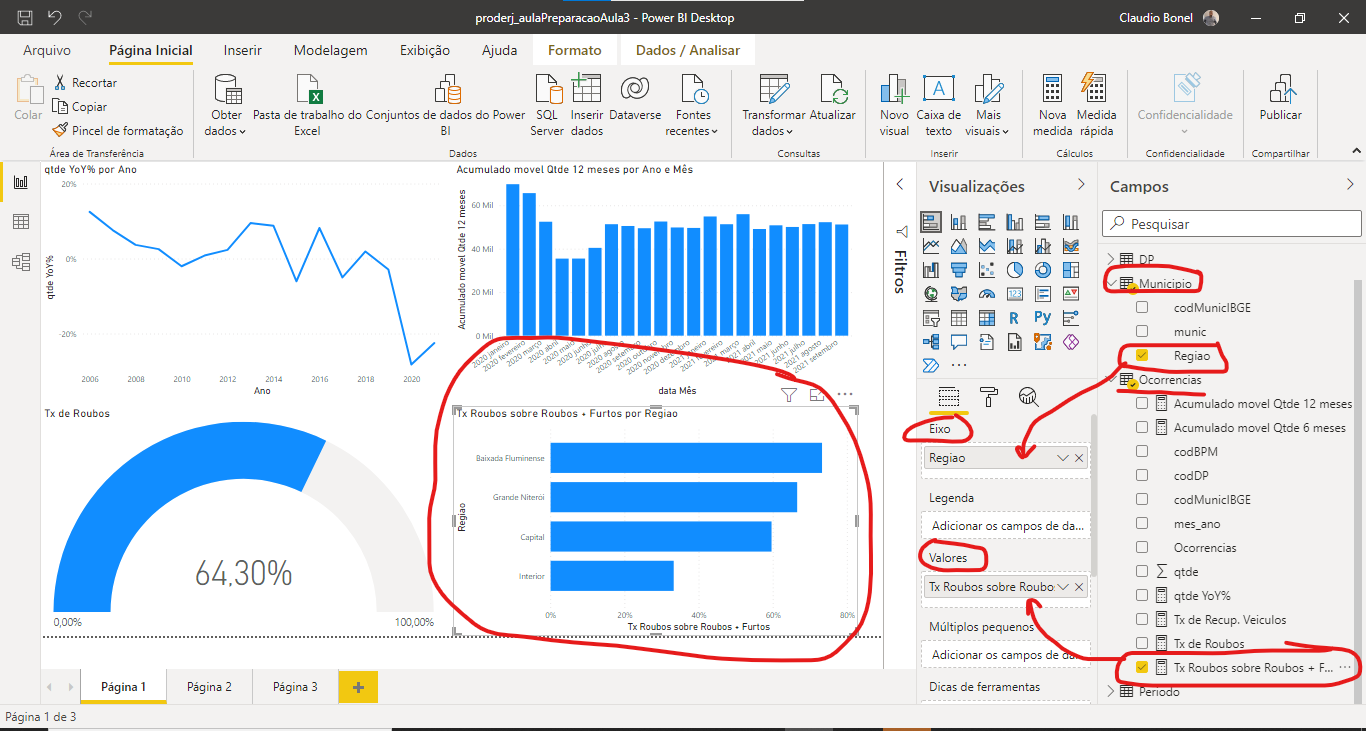 proderj_aulaPreparacaoAula3 - Power BI Desktop
Claudio Bonel
Arquivo
Página Inicial
Inserir
Modelagem
Exibição
Ajuda
Formato
Dados / Analisar
Colar
Recortar
Copiar
Pincel de formatação
Área de Transferência
Obter dados
Pasta de trabalho do Excel
Conjuntos de dados do Power BI
SQL Server
Inserir dados
Dataverse
Fontes recentes
Dados
Transformar dados
Atualizar
Consultas
Novo visual
Caixa de texto
Mais visuais
Inserir
Nova medida
Medida rápida
Cálculos
Confidencialidade
Confidencialidade
Publicar
Compartilhar
qtde YoY% por Ano
20%
0%
-20%
qtde YoY%
2006
2008
2010
2012
2014
2016
2018
2020
Ano
Acumulado movel Qtde 12 meses por Ano e Mês
Acumulado movel Qtde 12 meses
60 Mil
40 Mil
20 Mil
0 Mil
2020 janeiro
2020 fevereiro
2020 março
2020 abril
2020 maio
2020 junho
2020 julho
2020 agosto
2020 setembro
2020 outubro
2020 novembro
2020 dezembro
2021 janeiro
2021 fevereiro
2021 março
2021 abril
2021 maio
2021 junho
2021 julho
2021 agosto
2021 setembro
data Mês
Tx de Roubos
64,30%
0,00%
100,00%
Tx Roubos sobre Roubos + Furtos por Regiao
Regiao
Baixada Fluminense
Grande Niterói
Capital
Interior
0%
20%
40%
60%
80%
Tx Roubos sobre Roubos + Furtos
Filtros
Visualizações
R
Py
123
Eixo
Regiao
Legenda
Adicionar os campos de da...
Valores
Tx Roubos sobre Roubo
Múltiplos pequenos
Adicionar os campos de da
Dicas de ferramentas
Campos
Pesquisar
DP
Municipio
codMunicIBGE
munic
Regiao
Ocorrencias
Acumulado movel Qtde 12 meses
Acumulado movel Qtde 6 meses
codBPM
codDP
codMunicIBGE
mes_ano
Ocorrencias
qtde
qtde YoY%
Tx de Recup. Veiculos
Tx de Roubos
Tx Roubos sobre Roubos + F...
Periodo
Página 1
Página 2
Página 3
Página 1 de 3